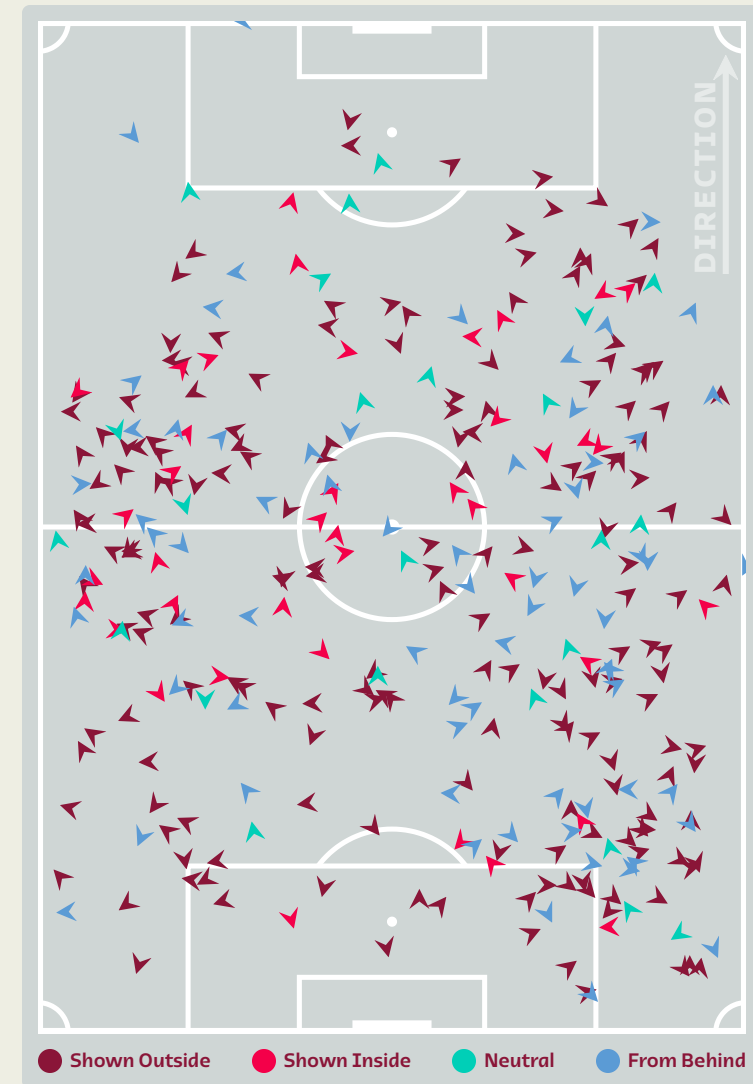 DIRECTION
Shown Outside
Shown Inside
Neutral
From Behind